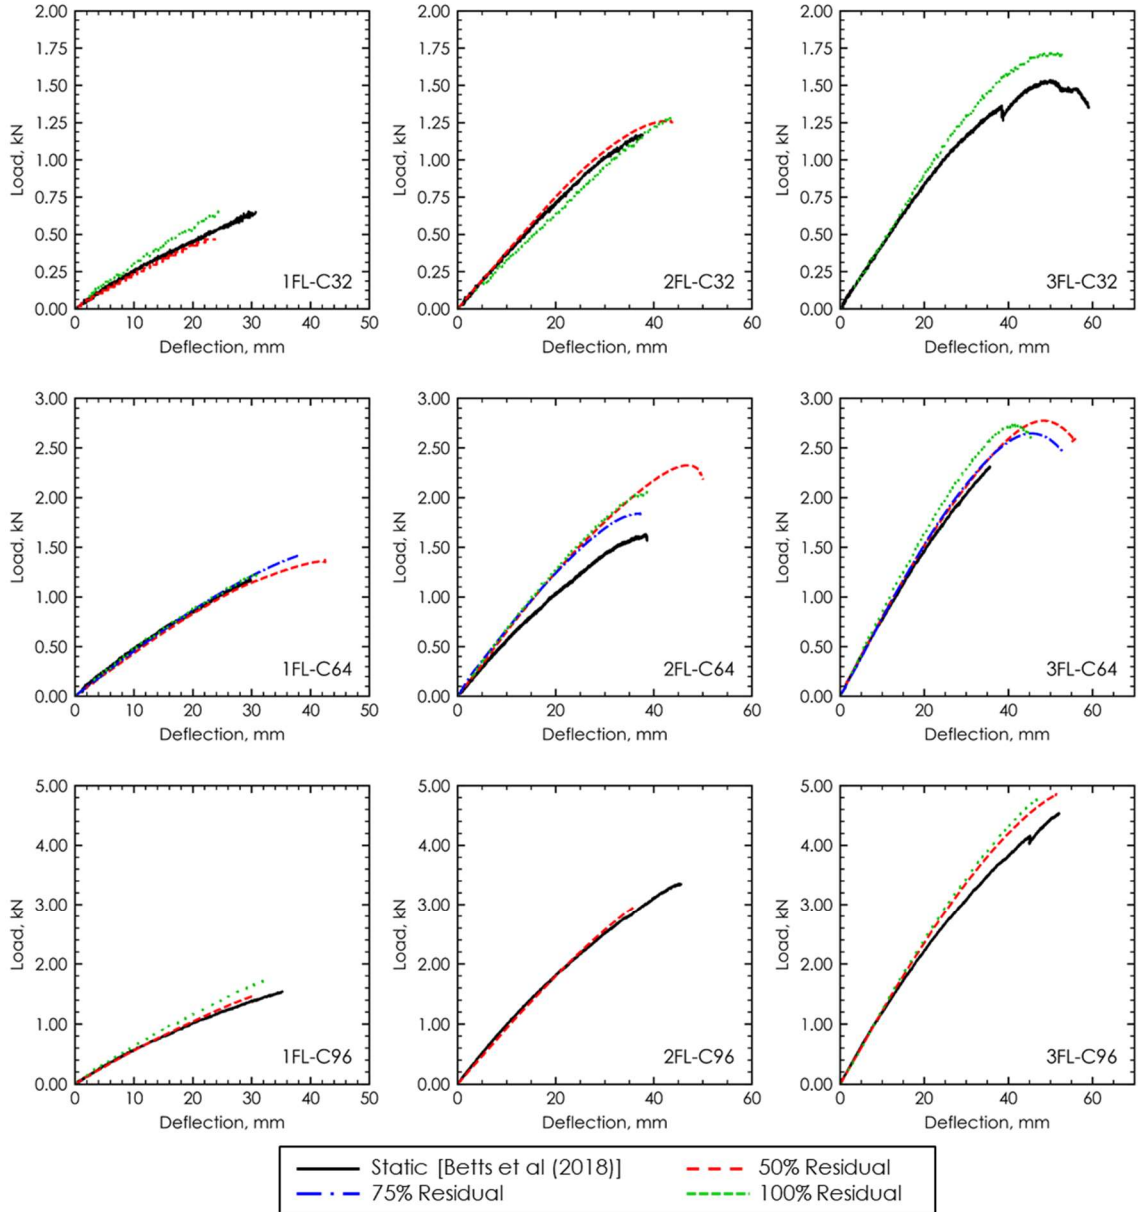 2.00 2.00 2.00
1.75 1.75 1.75
1.50 1.50 1.50
1.25 1.25 1.25
1.00 1.00 1.00
0.75 0.75 0.75
0.50 0.50 0.50
0.25 0.25 0.25
0.00 0.00 0.00
Load, kN Load, kN Load, kN
1FL-C32 2FL-C32 3FL-C32
0 10 20 30 40 50 0 20 40 60 0 20 40 60
Deflection, mm Deflection, mm Deflection, mm
3.00 3.00 3.00
2.50 2.50 2.50
2.00 2.00 2.00
1.50 1.50 1.50
1.00 1.00 1.00
0.50 0.50 0.50
0.00 0.00 0.00
Load, kN Load, kN Load, kN
1FL-C64 2FL-C64 3FL-C64
0 10 20 30 40 50 0 20 40 60 0 20 40 60
Deflection, mm Deflection, mm Deflection, mm
5.00 5.00 5.00
4.00 4.00 4.00
3.00 3.00 3.00
2.00 2.00 2.00
1.00 1.00 1.00
0.00 0.00 0.00
Load, kN Load, kN Load, kN
1FL-C96 2FL-C96 3FL-C96
0 10 20 30 40 50 0 20 40 60 0 20 40 60
Deflection, mm Deflection, mm Deflection, mm
Static [Betts et al (2018)] 50% Residual
75% Residual 100% Residual